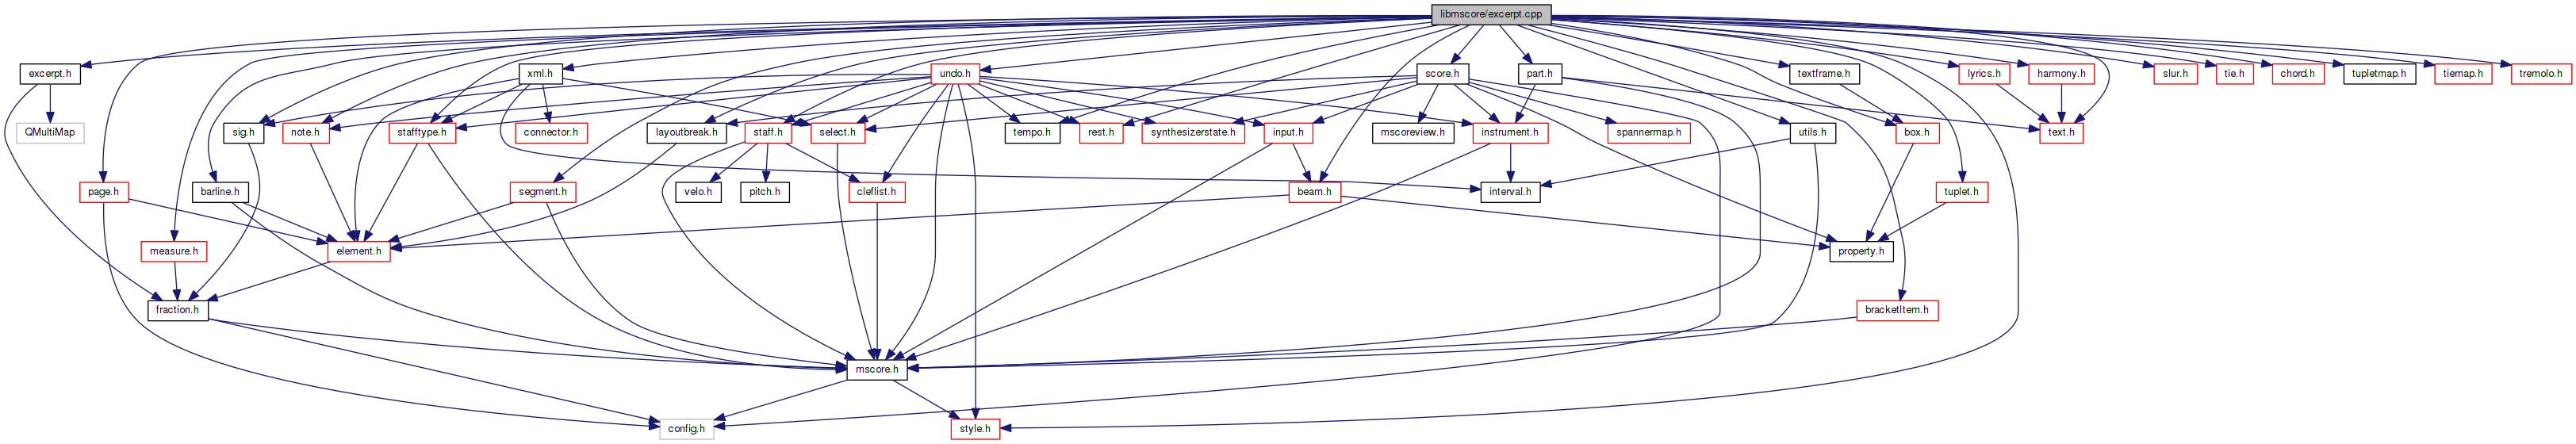 libmscore/excerpt.cpp
excerpt.h
xml.h
undo.h
score.h
part.h
textframe.h
lyrics.h
harmony.h
slur.h
tie.h
chord.h
tupletmap.h
tiemap.h
tremolo.h
QMultiMap
sig.h
note.h
stafftype.h
connector.h
layoutbreak.h
staff.h
select.h
tempo.h
rest.h
synthesizerstate.h
input.h
mscoreview.h
instrument.h
spannermap.h
utils.h
box.h
text.h
page.h
barline.h
segment.h
velo.h
pitch.h
cleflist.h
beam.h
interval.h
tuplet.h
measure.h
element.h
property.h
fraction.h
bracketItem.h
mscore.h
config.h
style.h